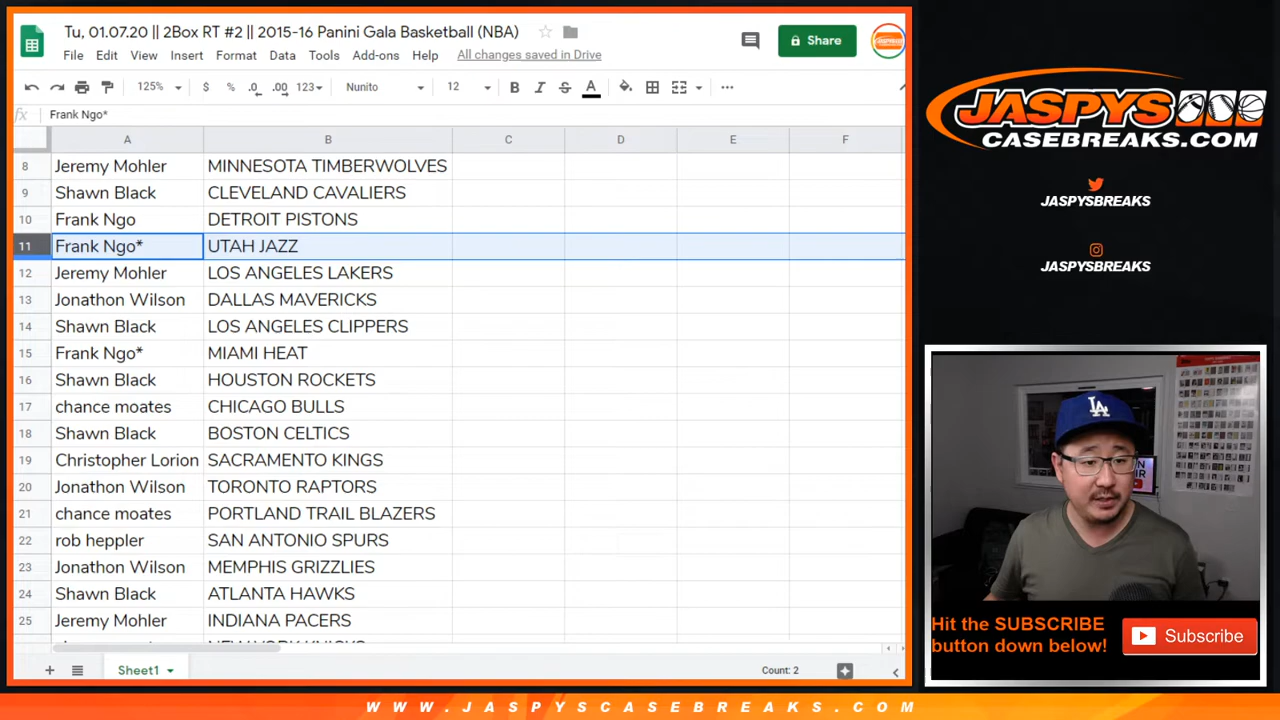 Tu, 01.07.20 || 2Box RT #2 || 2015-16 Panini Gala Basketball (NBA)
File Edit View Insert Format Data Tools Add-ons Help All changes saved in Drive
Share
125% $ % .0 .00 123 Nunito 12 B I S A
fx Frank Ngo*
A B C D E F
8 Jeremy Mohler MINNESOTA TIMBERWOLVES
9 Shawn Black CLEVELAND CAVALIERS
10 Frank Ngo DETROIT PISTONS
11 Frank Ngo* UTAH JAZZ
12 Jeremy Mohler LOS ANGELES LAKERS
13 Jonathon Wilson DALLAS MAVERICKS
14 Shawn Black LOS ANGELES CLIPPERS
15 Frank Ngo* MIAMI HEAT
16 Shawn Black HOUSTON ROCKETS
17 chance moates CHICAGO BULLS
18 Shawn Black BOSTON CELTICS
19 Christopher Lorion SACRAMENTO KINGS
20 Jonathon Wilson TORONTO RAPTORS
21 chance moates PORTLAND TRAIL BLAZERS
22 rob heppler SAN ANTONIO SPURS
23 Jonathon Wilson MEMPHIS GRIZZLIES
24 Shawn Black ATLANTA HAWKS
25 Jeremy Mohler INDIANA PACERS
NEW YORK KNICKS
Sheet1
Count: 2
JASPYS
CASEBREAKS.COM
JASPYSBREAKS
JASPYSBREAKS
LA
Hit the SUBSCRIBE
button down below!
Subscribe
WWW.JASPYSCASEBREAKS.COM